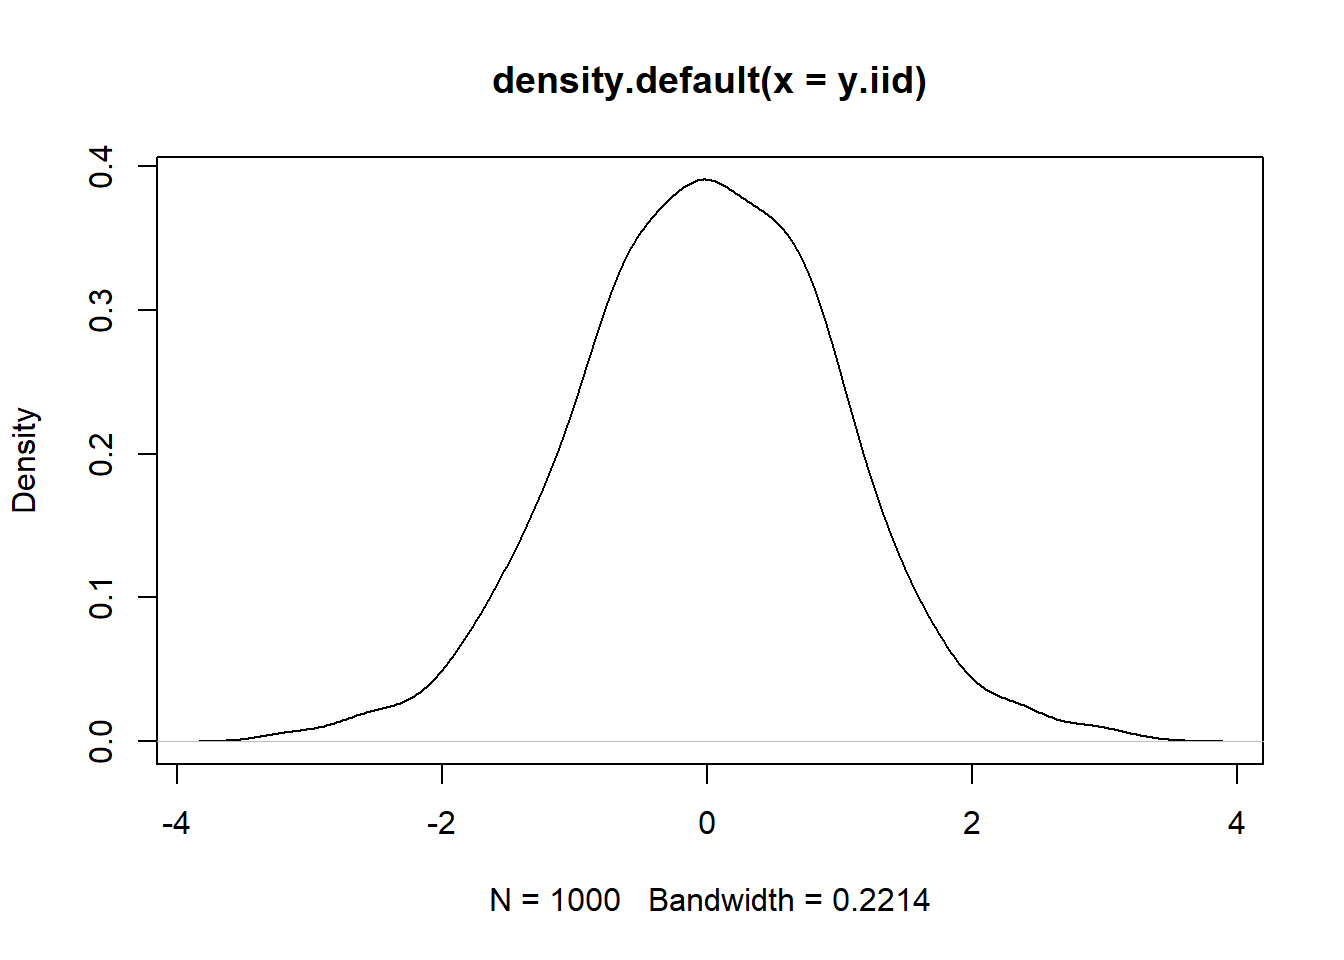 density.default(x = y.iid)
Density
0.4
0.3
0.2
0.1
0.0
-4 -2 0 2 4
N = 1000 Bandwidth = 0.2214